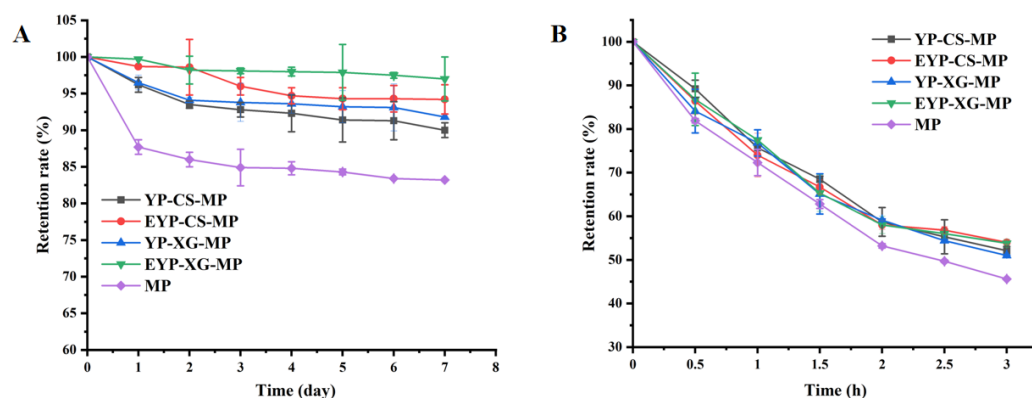 A
105
100
95
90
85
80
75
70
65
60
Retention rate (%)
YP-CS-MP
EYP-CS-MP
YP-XG-MP
EYP-XG-MP
MP
0 1 2 3 4 5 6 7 8
Time (day)
B
100
90
80
70
60
50
40
30
Retention rate (%)
YP-CS-MP
EYP-CS-MP
YP-XG-MP
EYP-XG-MP
MP
0 0.5 1 1.5 2 2.5 3
Time (h)